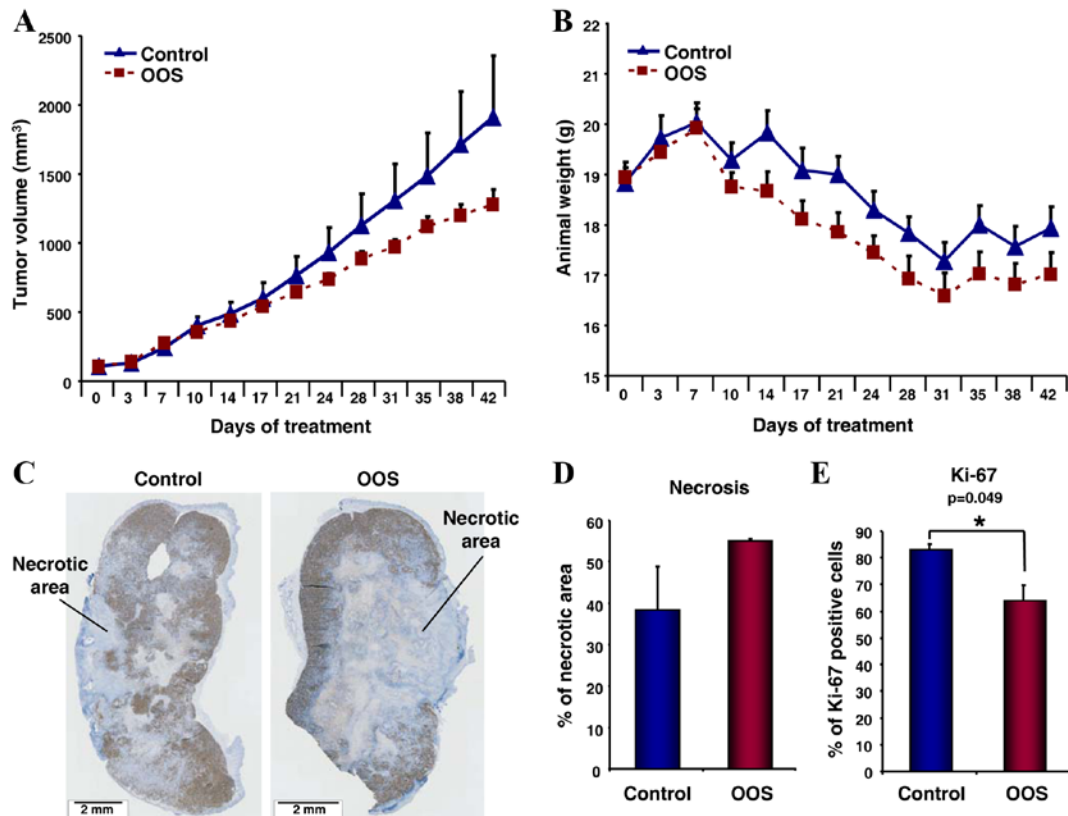 A
Tumor volume (mm³)
2500
2000
1500
1000
500
0
Control
OOS
0 3 7 10 14 17 21 24 28 31 35 38 42
Days of treatment
B
Animal weight (g)
22
21
20
19
18
17
16
15
Control
OOS
0 3 7 10 14 17 21 24 28 31 35 38 42
Days of treatment
C
Control
OOS
Necrotic
area
Necrotic
area
2 mm
2 mm
D
Necrosis
% of necrotic area
60
50
40
30
20
10
0
Control OOS
E
Ki-67
p=0.049
*
% of Ki-67 positive cells
90
80
70
60
50
40
30
20
10
0
Control OOS